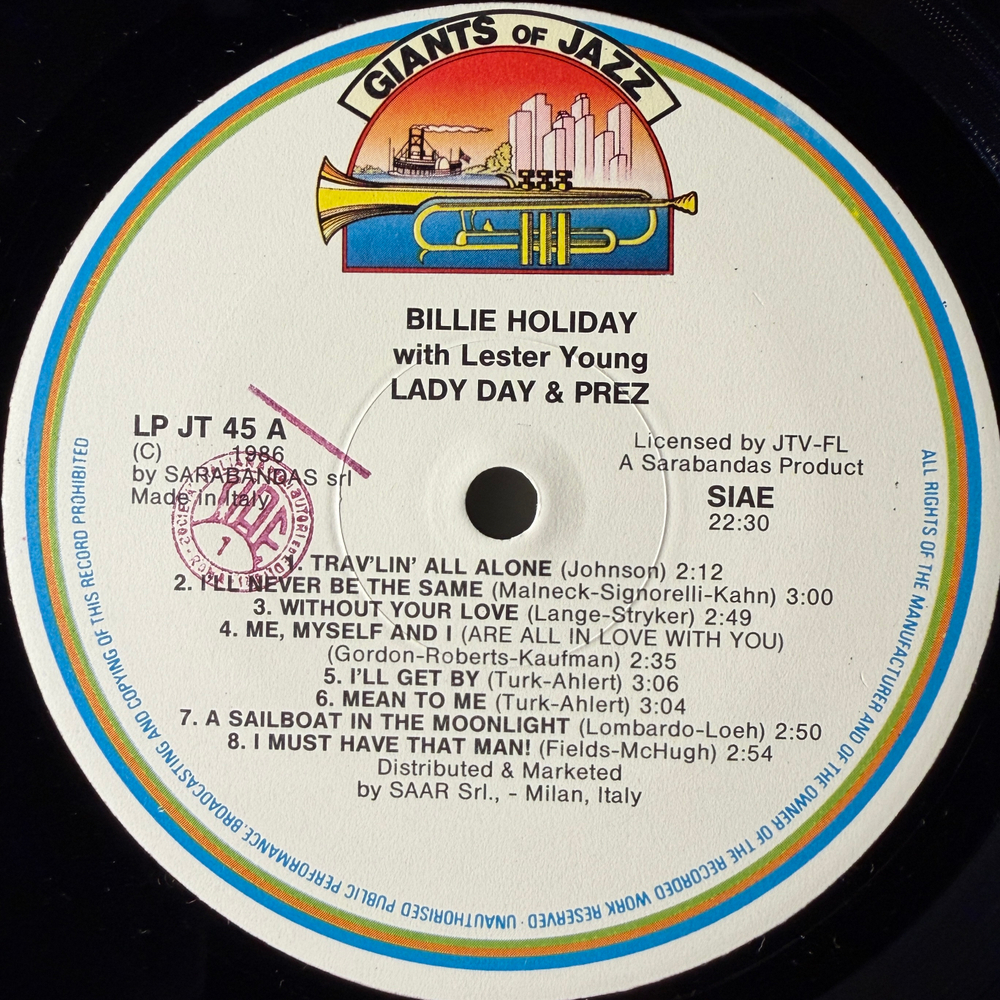 GIANTS OF JAZZ
BILLIE HOLIDAY
with Lester Young
LADY DAY & PREZ
LP JT 45 A
(C) 1986
by SARABANDAS srl
Made in Italy
Licensed by JTV-FL
A Sarabandas Product
SIAE
22:30
1. TRAV'LIN' ALL ALONE (Johnson) 2:12
2. I'LL NEVER BE THE SAME (Malneck-Signorelli-Kahn) 3:00
3. WITHOUT YOUR LOVE (Lange-Stryker) 2:49
4. ME, MYSELF AND I (ARE ALL IN LOVE WITH YOU)
(Gordon-Roberts-Kaufman) 2:35
5. I'LL GET BY (Turk-Ahlert) 3:06
6. MEAN TO ME (Turk-Ahlert) 3:04
7. A SAILBOAT IN THE MOONLIGHT (Lombardo-Loeb) 2:50
8. I MUST HAVE THAT MAN! (Fields-McHugh) 2:54
Distributed & Marketed
by SAAR Srl., - Milan, Italy
ALL RIGHTS OF THE MANUFACTURER AND OF THE OWNER OF THE RECORDED WORK RESERVED · UNAUTHORISED PUBLIC PERFORMANCE, BROADCASTING AND COPYING OF THIS RECORD PROHIBITED